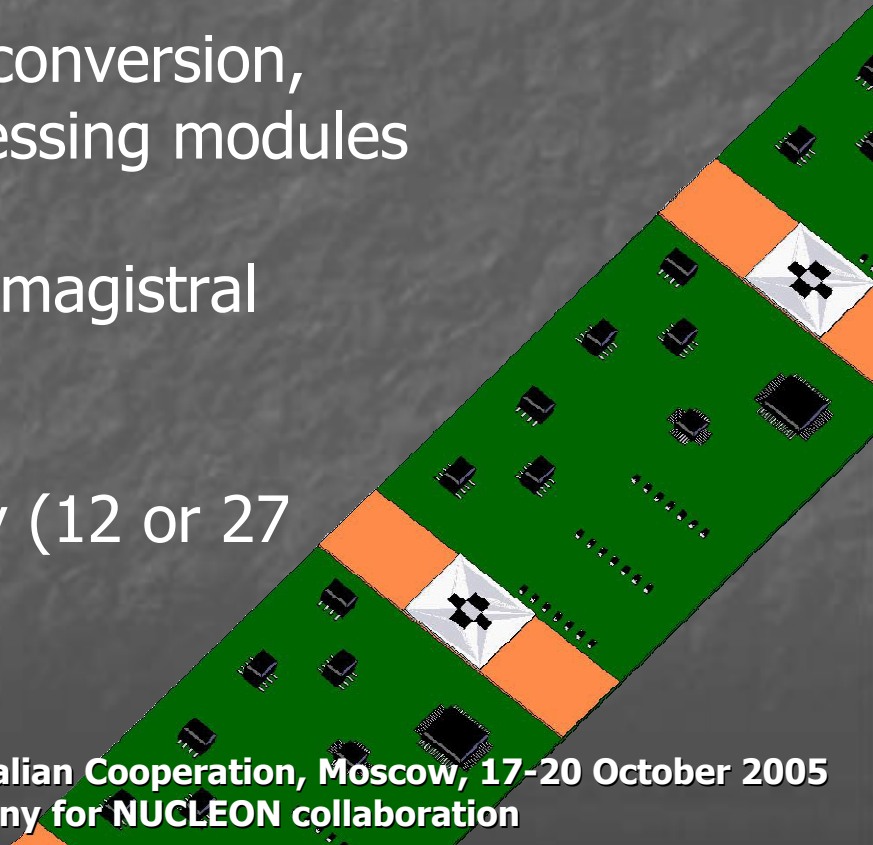 conversion,
essing modules
magistral
(12 or 27
alian Cooperation, Moscow, 17-20 October 2005
ny for NUCLEON collaboration